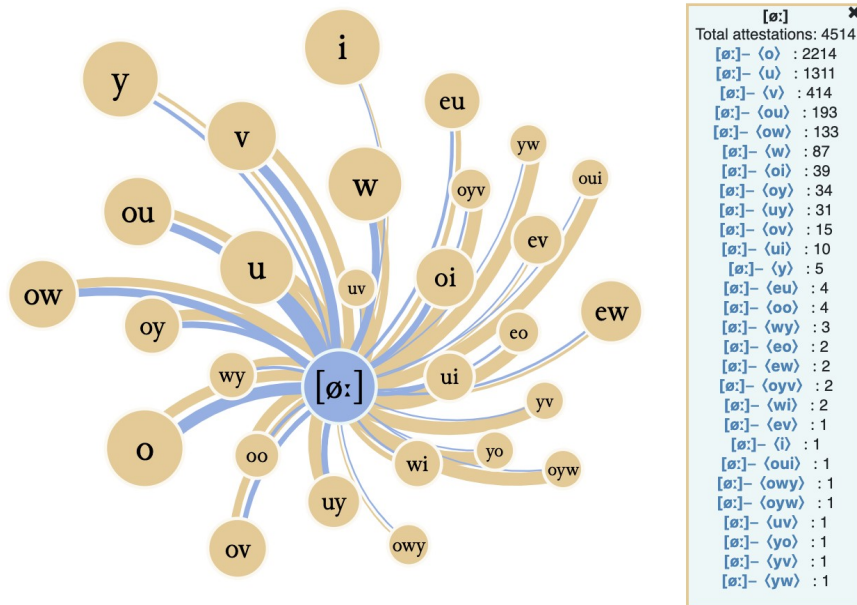 i
y
eu
v
yw
w
oyv
oui
ou
ev
u
oi
uv
ow
ew
oy
eo
wy
[øː]
ui
yv
o
oo
yo
wi
oyw
uy
ov
owy
[øː]
✖
Total attestations: 4514
[øː]– ⟨o⟩ : 2214
[øː]– ⟨u⟩ : 1311
[øː]– ⟨v⟩ : 414
[øː]– ⟨ou⟩ : 193
[øː]– ⟨ow⟩ : 133
[øː]– ⟨w⟩ : 87
[øː]– ⟨oi⟩ : 39
[øː]– ⟨oy⟩ : 34
[øː]– ⟨uy⟩ : 31
[øː]– ⟨ov⟩ : 15
[øː]– ⟨ui⟩ : 10
[øː]– ⟨y⟩ : 5
[øː]– ⟨eu⟩ : 4
[øː]– ⟨oo⟩ : 4
[øː]– ⟨wy⟩ : 3
[øː]– ⟨eo⟩ : 2
[øː]– ⟨ew⟩ : 2
[øː]– ⟨oyv⟩ : 2
[øː]– ⟨wi⟩ : 2
[øː]– ⟨ev⟩ : 1
[øː]– ⟨i⟩ : 1
[øː]– ⟨oui⟩ : 1
[øː]– ⟨owy⟩ : 1
[øː]– ⟨oyw⟩ : 1
[øː]– ⟨uv⟩ : 1
[øː]– ⟨yo⟩ : 1
[øː]– ⟨yv⟩ : 1
[øː]– ⟨yw⟩ : 1